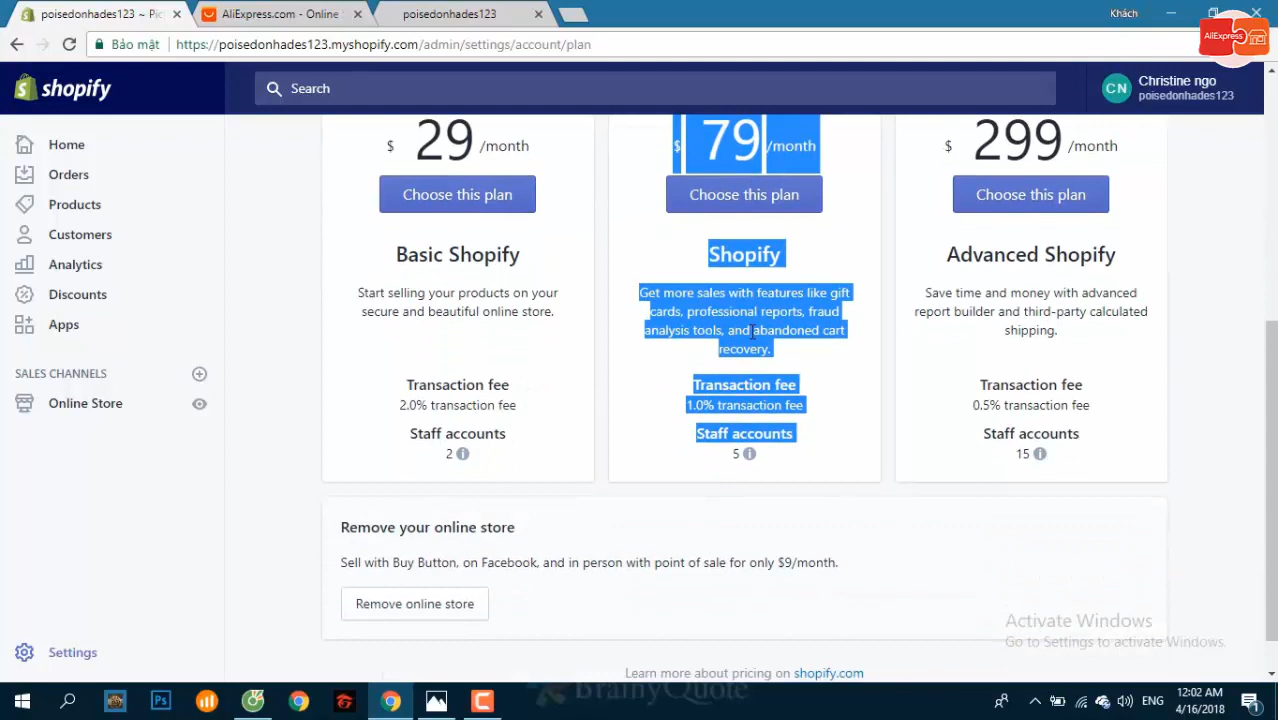 poisedonhades123 ~ Pic
AliExpress.com - Online
poisedonhades123
Khách
Bảo mật
https://poisedonhades123.myshopify.com/admin/settings/account/plan
AliExpress
shopify
Search
CN
Christine ngo
poisedonhades123
Home
Orders
Products
Customers
Analytics
Discounts
Apps
SALES CHANNELS
Online Store
Settings
$ 29 /month
Choose this plan
Basic Shopify
Start selling your products on your
secure and beautiful online store.
Transaction fee
2.0% transaction fee
Staff accounts
2
$ 79 /month
Choose this plan
Shopify
Get more sales with features like gift
cards, professional reports, fraud
analysis tools, and abandoned cart
recovery.
Transaction fee
1.0% transaction fee
Staff accounts
5
$ 299 /month
Choose this plan
Advanced Shopify
Save time and money with advanced
report builder and third-party calculated
shipping.
Transaction fee
0.5% transaction fee
Staff accounts
15
Remove your online store
Sell with Buy Button, on Facebook, and in person with point of sale for only $9/month.
Remove online store
Activate Windows
Go to Settings to activate Windows.
Learn more about pricing on shopify.com
BrainyQuote
Ps
ENG
12:02 AM
4/16/2018
1